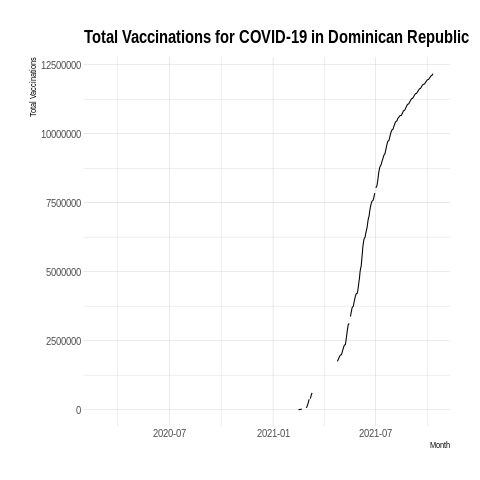 Total Vaccinations for COVID-19 in Dominican Republic
Total Vaccinations
12500000
10000000
7500000
5000000
2500000
0
2020-07 2021-01 2021-07
Month